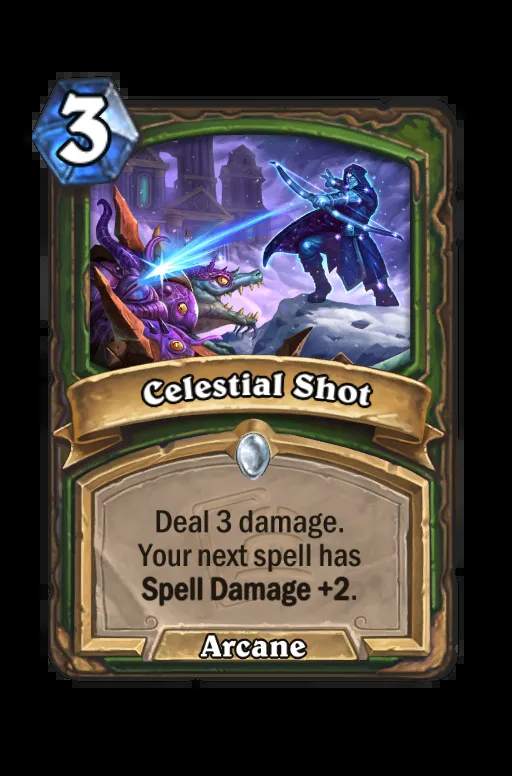 3
Celestial Shot
Deal 3 damage.
Your next spell has
Spell Damage +2.
Arcane